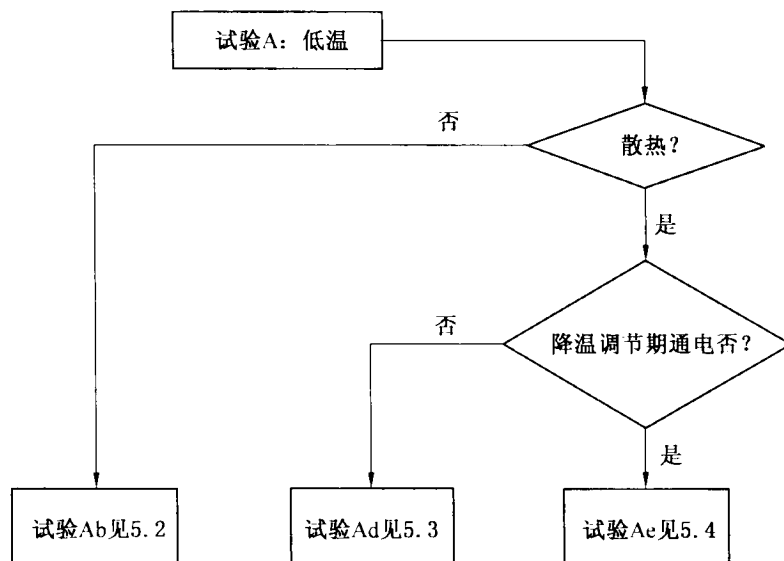 试验A：低温
否
散热？
是
否
降温调节期通电否？
是
试验Ab见5.2
试验Ad见5.3
试验Ae见5.4